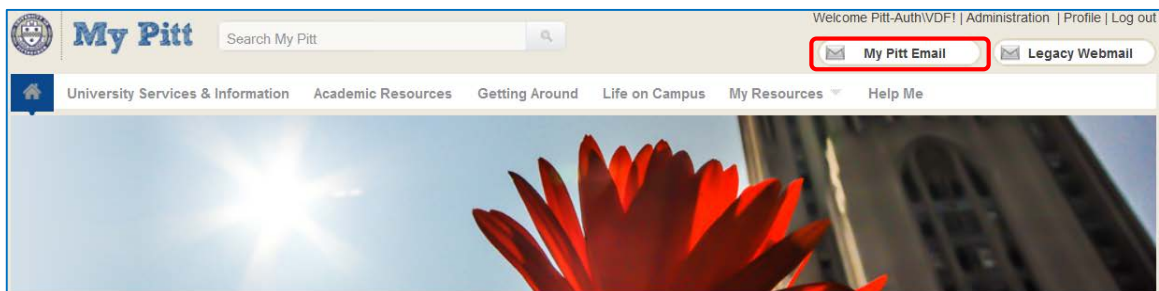 Welcome Pitt-Auth\VDF! | Administration | Profile | Log out
My Pitt
Search My Pitt
My Pitt Email
Legacy Webmail
University Services & Information
Academic Resources
Getting Around
Life on Campus
My Resources
Help Me